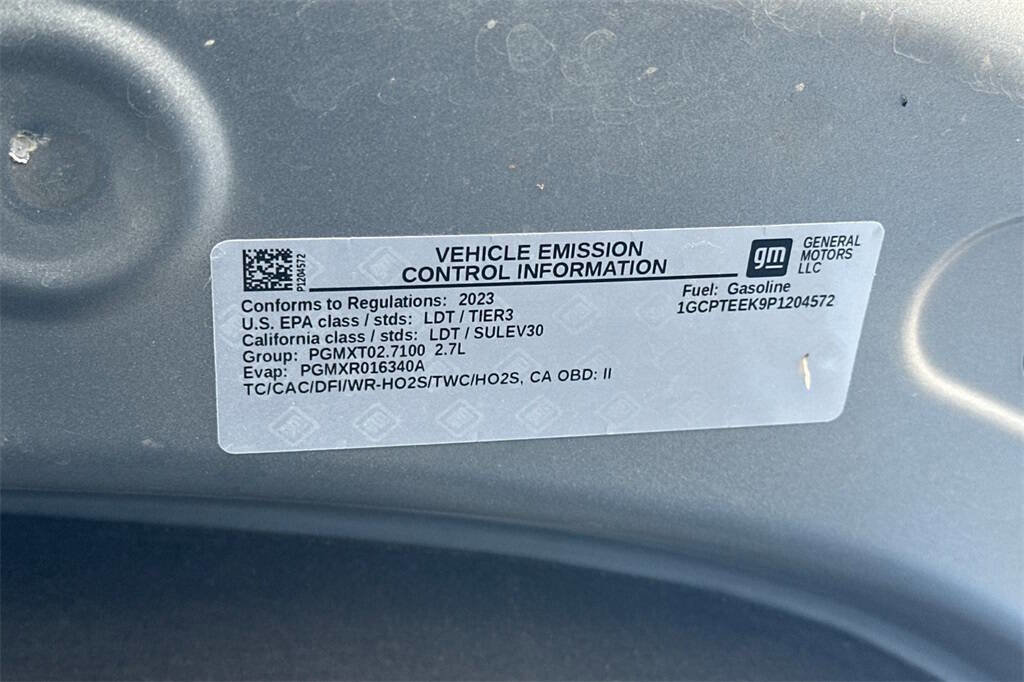 P1204572
VEHICLE EMISSION
CONTROL INFORMATION
gm
GENERAL
MOTORS
LLC
Conforms to Regulations: 2023
U.S. EPA class / stds: LDT / TIER3
California class / stds: LDT / SULEV30
Group: PGMXT02.7100 2.7L
Evap: PGMXR016340A
TC/CAC/DFI/WR-HO2S/TWC/HO2S, CA OBD: II
Fuel: Gasoline
1GCPTEEK9P1204572